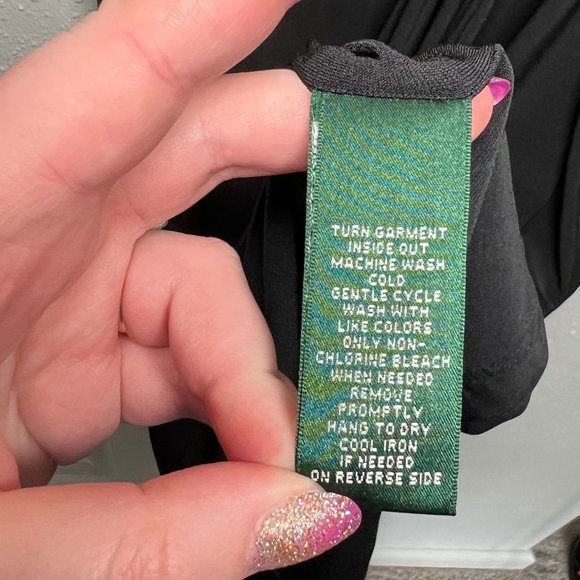 TURN GARMENT
INSIDE OUT
MACHINE WASH
COLD
GENTLE CYCLE
WASH WITH
LIKE COLORS
ONLY NON-
CHLORINE BLEACH
WHEN NEEDED
REMOVE
PROMPTLY
HANG TO DRY
COOL IRON
IF NEEDED
ON REVERSE SIDE